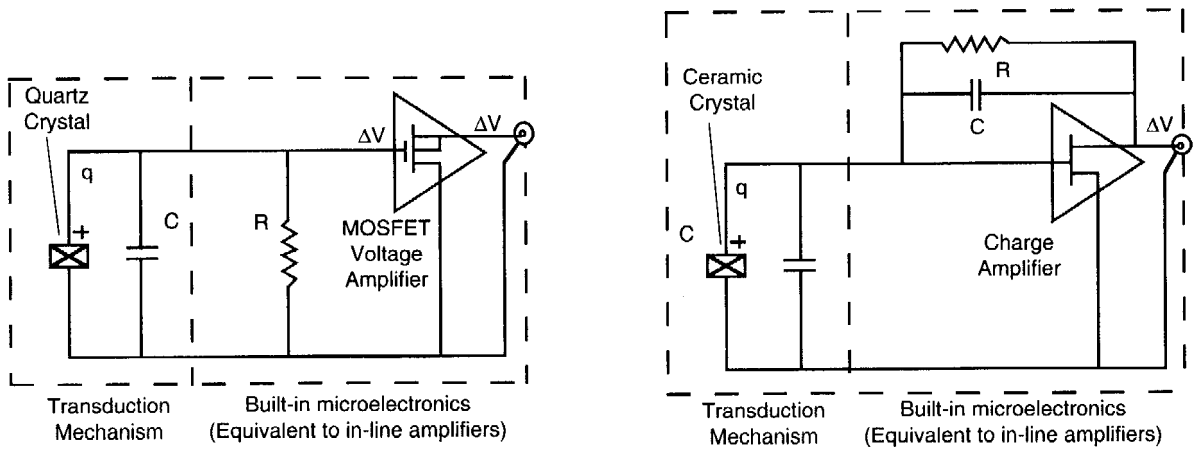 Quartz
Crystal
q
+
C
R
ΔV
ΔV
MOSFET
Voltage
Amplifier
Transduction
Mechanism
Built-in microelectronics
(Equivalent to in-line amplifiers)
Ceramic
Crystal
q
C
+
R
C
ΔV
Charge
Amplifier
Transduction
Mechanism
Built-in microelectronics
(Equivalent to in-line amplifiers)